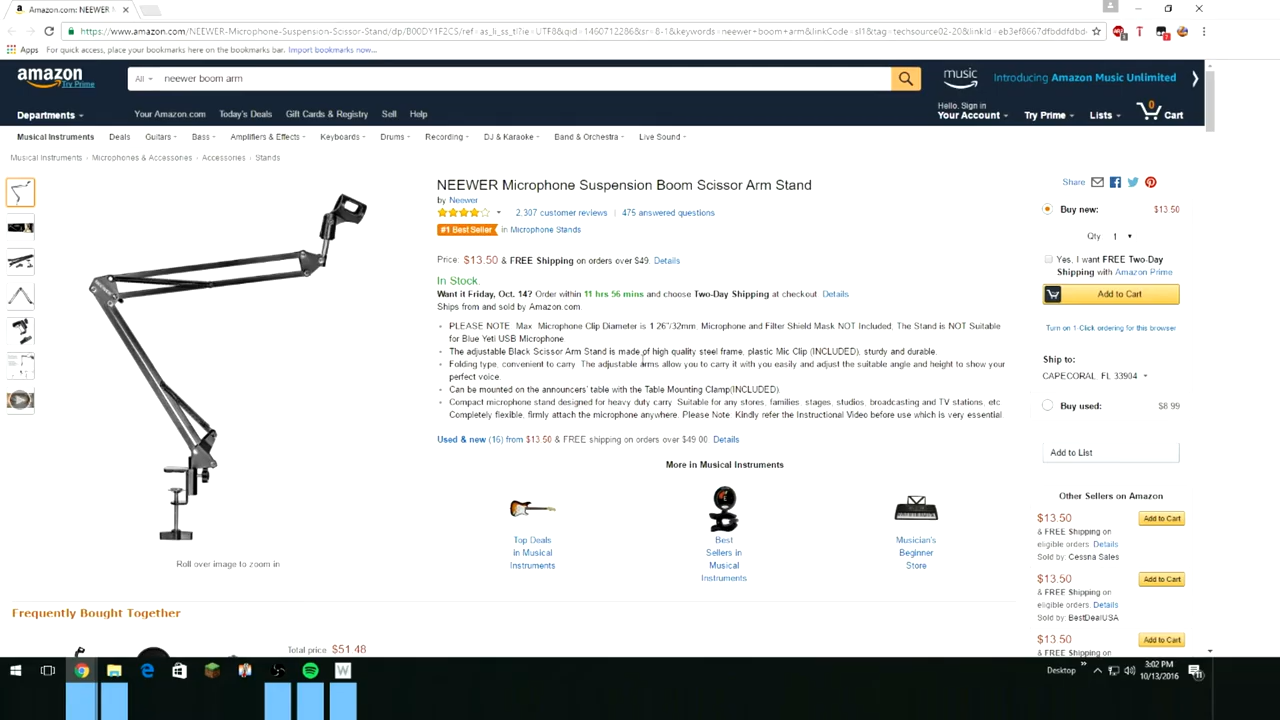 Amazon.com: NEEWER M
https://www.amazon.com/NEEWER-Microphone-Suspension-Scissor-Stand/dp/B00DY1F2CS/ref
Apps For quick access, place your bookmarks here on the bookmarks bar. Import bookmarks now...
amazon
Try Prime
All
neewer boom arm
music
Introducing Amazon Music Unlimited
Departments
Your Amazon.com
Today's Deals
Gift Cards & Registry
Sell
Help
Hello. Sign in
Your Account
Try Prime
Lists
0
Cart
Musical Instruments Deals Guitars Bass Amplifiers & Effects Keyboards Drums Recording DJ & Karaoke Band & Orchestra Live Sound
Musical Instruments › Microphones & Accessories › Accessories › Stands
NEEWER Microphone Suspension Boom Scissor Arm Stand
by Neewer
2,307 customer reviews | 475 answered questions
#1 Best Seller in Microphone Stands
Price: $13.50 & FREE Shipping on orders over $49. Details
In Stock.
Want it Friday, Oct. 14? Order within 11 hrs 56 mins and choose Two-Day Shipping at checkout. Details
Ships from and sold by Amazon.com.
PLEASE NOTE: Max. Microphone Clip Diameter is 1.26"/32mm. Microphone and Filter Shield Mask NOT Included, The Stand is NOT Suitable
for Blue Yeti USB Microphone
The adjustable Black Scissor Arm Stand is made of high quality steel frame, plastic Mic Clip (INCLUDED), sturdy and durable.
Folding type, convenient to carry. The adjustable arms allow you to carry it with you easily and adjust the suitable angle and height to show your
perfect voice.
Can be mounted on the announcers' table with the Table Mounting Clamp(INCLUDED).
Compact microphone stand designed for heavy duty carry. Suitable for any stores, families, stages, studios, broadcasting and TV stations, etc.
Completely flexible, firmly attach the microphone anywhere. Please Note: Kindly refer the Instructional Video before use which is very essential.
Used & new (16) from $13.50 & FREE shipping on orders over $49.00. Details
More in Musical Instruments
Top Deals
in Musical
Instruments
Best
Sellers in
Musical
Instruments
Musician's
Beginner
Store
NEEWER
Roll over image to zoom in
Share
Buy new: $13.50
Qty 1
Yes, I want FREE Two-Day
Shipping with Amazon Prime
Add to Cart
Turn on 1-Click ordering for this browser
Ship to:
CAPECORAL, FL 33904
Buy used: $8.99
Add to List
Other Sellers on Amazon
$13.50
Add to Cart
& FREE Shipping on
eligible orders. Details
Sold by: Cessna Sales
$13.50
Add to Cart
& FREE Shipping on
eligible orders. Details
Sold by: BestDealUSA
$13.50
Add to Cart
& FREE Shipping on
Frequently Bought Together
Total price: $51.48
Desktop
3:02 PM
10/13/2016